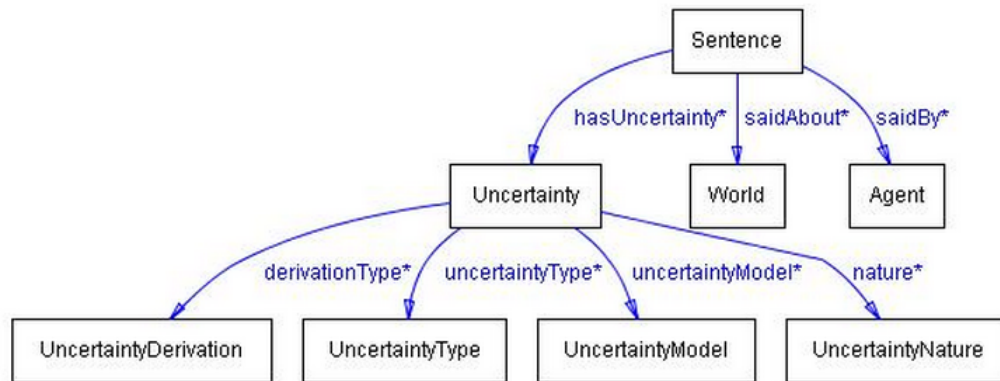 Sentence
hasUncertainty* saidAbout* saidBy*
Uncertainty World Agent
derivationType* uncertaintyType* uncertaintyModel* nature*
UncertaintyDerivation UncertaintyType UncertaintyModel UncertaintyNature